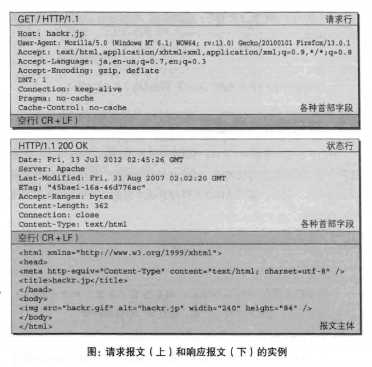 GET / HTTP/1.1 请求行
Host: hackr.jp
User-Agent: Mozilla/5.0 (Windows NT 6.1; WOW64; rv:13.0) Gecko/20100101 Firefox/13.0.1
Accept: text/html,application/xhtml+xml,application/xml;q=0.9,*/*;q=0.8
Accept-Language: ja,en-us;q=0.7,en;q=0.3
Accept-Encoding: gzip, deflate
DNT: 1
Connection: keep-alive
Pragma: no-cache
Cache-Control: no-cache 各种首部字段
空行(CR+LF)
HTTP/1.1 200 OK 状态行
Date: Fri, 13 Jul 2012 02:45:26 GMT
Server: Apache
Last-Modified: Fri, 31 Aug 2007 02:02:20 GMT
ETag: "45bae1-16a-46d776ac"
Accept-Ranges: bytes
Content-Length: 362
Connection: close
Content-Type: text/html 各种首部字段
空行(CR+LF)
<html xmlns="http://www.w3.org/1999/xhtml">
<head>
<meta http-equiv="Content-Type" content="text/html; charset=utf-8" />
<title>hackr.jp</title>
</head>
<body>
<img src="hackr.gif" alt="hackr.jp" width="240" height="84" />
</body>
</html> 报文主体
图:请求报文(上)和响应报文(下)的实例